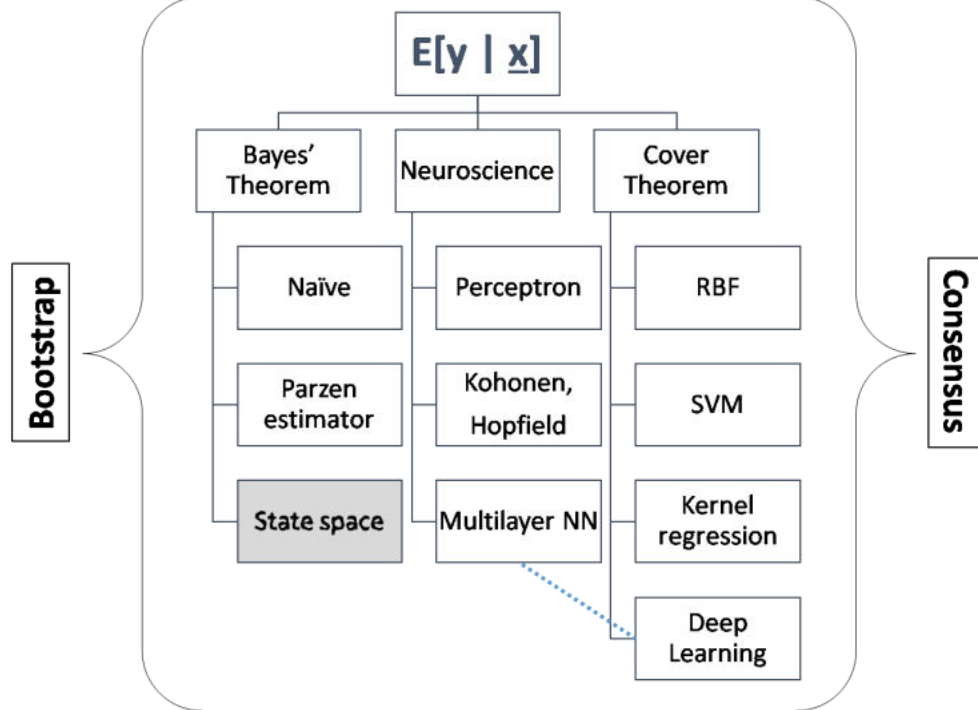 E[y | x]
Bayes’
Theorem
Neuroscience
Cover
Theorem
Naïve
Perceptron
RBF
Parzen
estimator
Kohonen,
Hopfield
SVM
State space
Multilayer NN
Kernel
regression
Deep
Learning
Bootstrap
Consensus